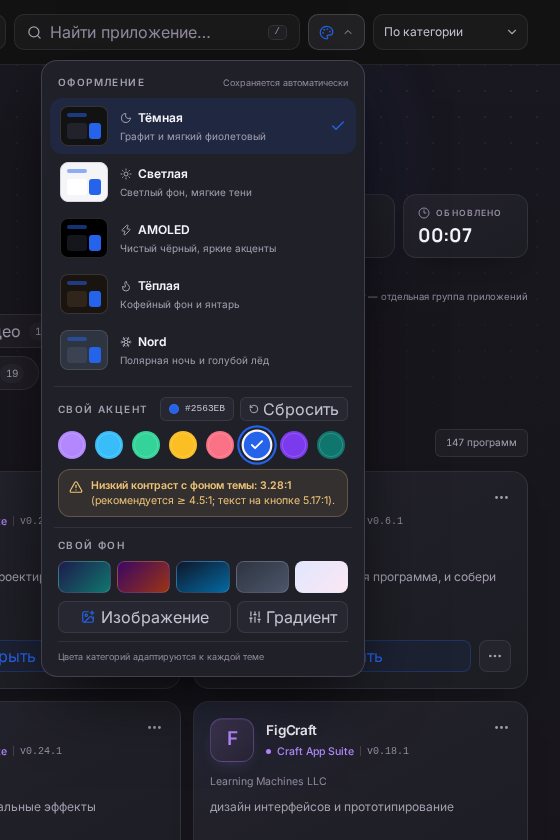 Найти приложение...
/
По категории
ОФОРМЛЕНИЕ
Сохраняется автоматически
Тёмная
Графит и мягкий фиолетовый
Светлая
Светлый фон, мягкие тени
AMOLED
Чистый чёрный, яркие акценты
Тёплая
Кофейный фон и янтарь
Nord
Полярная ночь и голубой лёд
ОБНОВЛЕНО
00:07
— отдельная группа приложений
19
СВОЙ АКЦЕНТ
#2563EB
Сбросить
147 программ
Низкий контраст с фоном темы: 3.28:1
(рекомендуется ≥ 4.5:1; текст на кнопке 5.17:1).
v0.6.1
СВОЙ ФОН
программа, и собери
Изображение
Градиент
Цвета категорий адаптируются к каждой теме
v0.24.1
F
FigCraft
Craft App Suite
v0.18.1
Learning Machines LLC
эффекты
дизайн интерфейсов и прототипирование